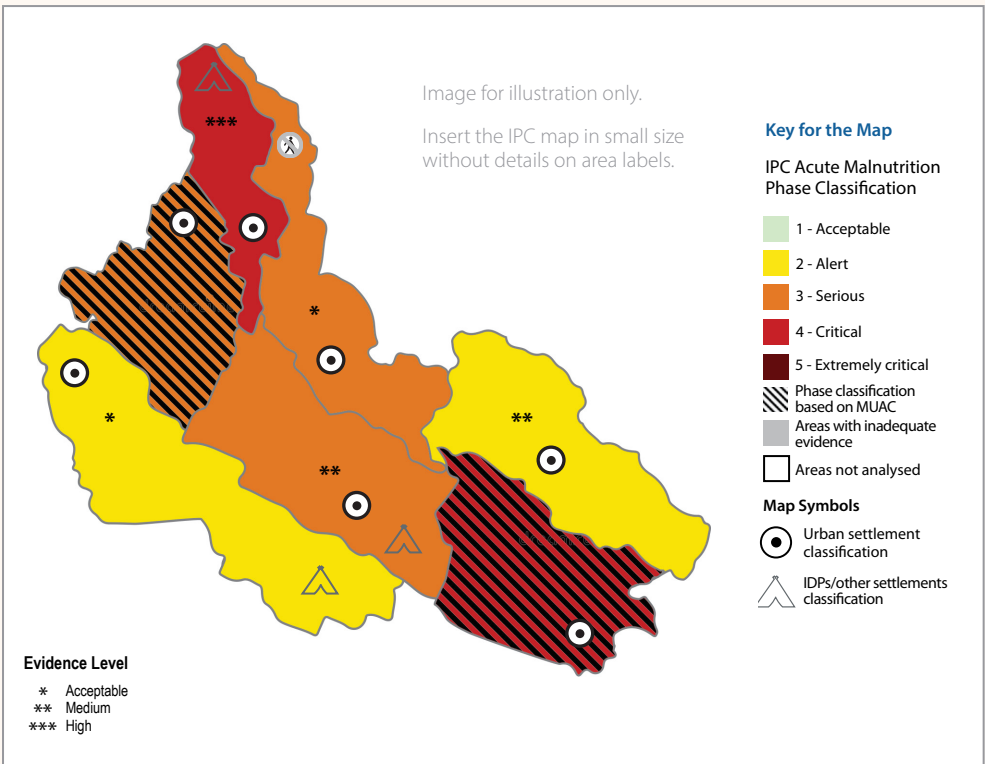 Image for illustration only.
Insert the IPC map in small size
without details on area labels.
***
*
*
**
**
Key for the Map
IPC Acute Malnutrition
Phase Classification
1 - Acceptable
2 - Alert
3 - Serious
4 - Critical
5 - Extremely critical
Phase classification
based on MUAC
Areas with inadequate
evidence
Areas not analysed
Map Symbols
Urban settlement
classification
IDPs/other settlements
classification
Evidence Level
* Acceptable
** Medium
*** High